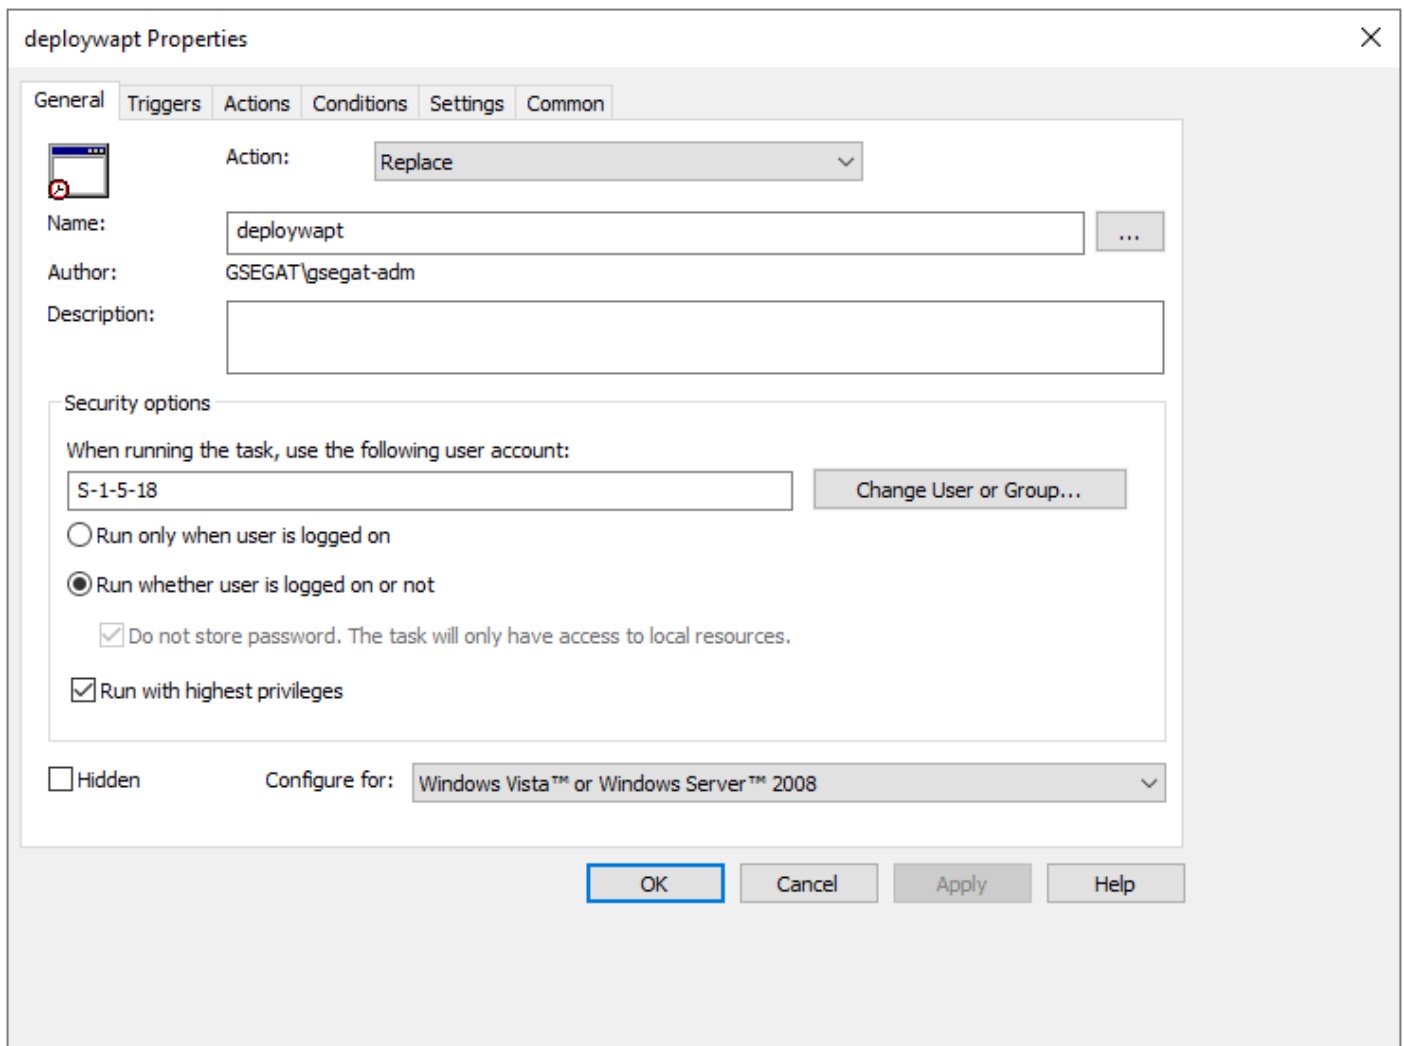 deploywapt Properties
General Triggers Actions Conditions Settings Common
Action: Replace
Name: deploywapt ...
Author: GSEGAT\gsegat-adm
Description:
Security options
When running the task, use the following user account:
S-1-5-18 Change User or Group...
Run only when user is logged on
Run whether user is logged on or not
Do not store password. The task will only have access to local resources.
Run with highest privileges
Hidden Configure for: Windows Vista™ or Windows Server™ 2008
OK Cancel Apply Help